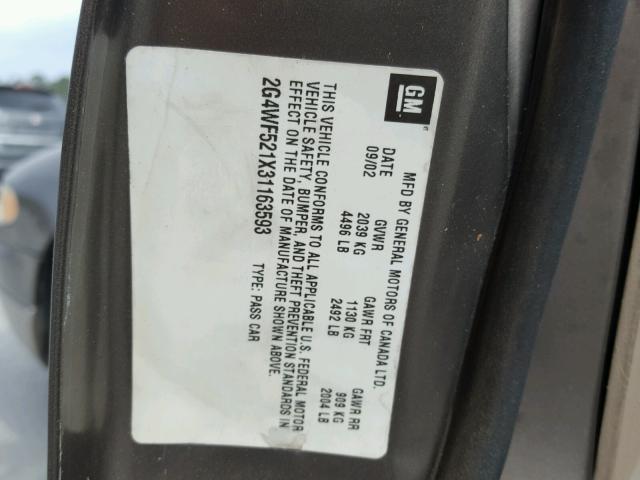 GM
MFD BY GENERAL MOTORS OF CANADA LTD.
DATE GVWR GAWR FRT GAWR RR
09/02 2039 KG 1130 KG 909 KG
4496 LB 2492 LB 2004 LB
THIS VEHICLE CONFORMS TO ALL APPLICABLE U.S. FEDERAL MOTOR
VEHICLE SAFETY, BUMPER, AND THEFT PREVENTION STANDARDS IN
EFFECT ON THE DATE OF MANUFACTURE SHOWN ABOVE.
2G4WF521X31163593 TYPE: PASS CAR